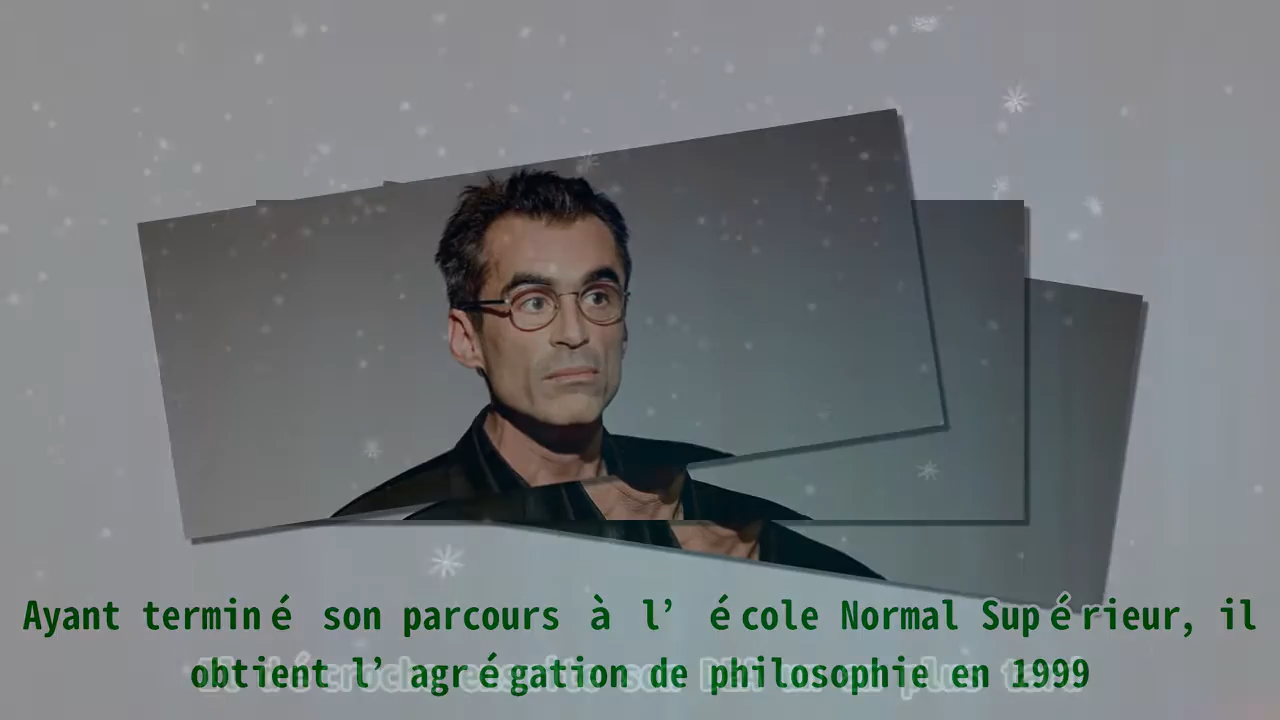 Ayant terminé son parcours à l’ école Normal Supérieur, il
obtient l’ agrégation de philosophie en 1999